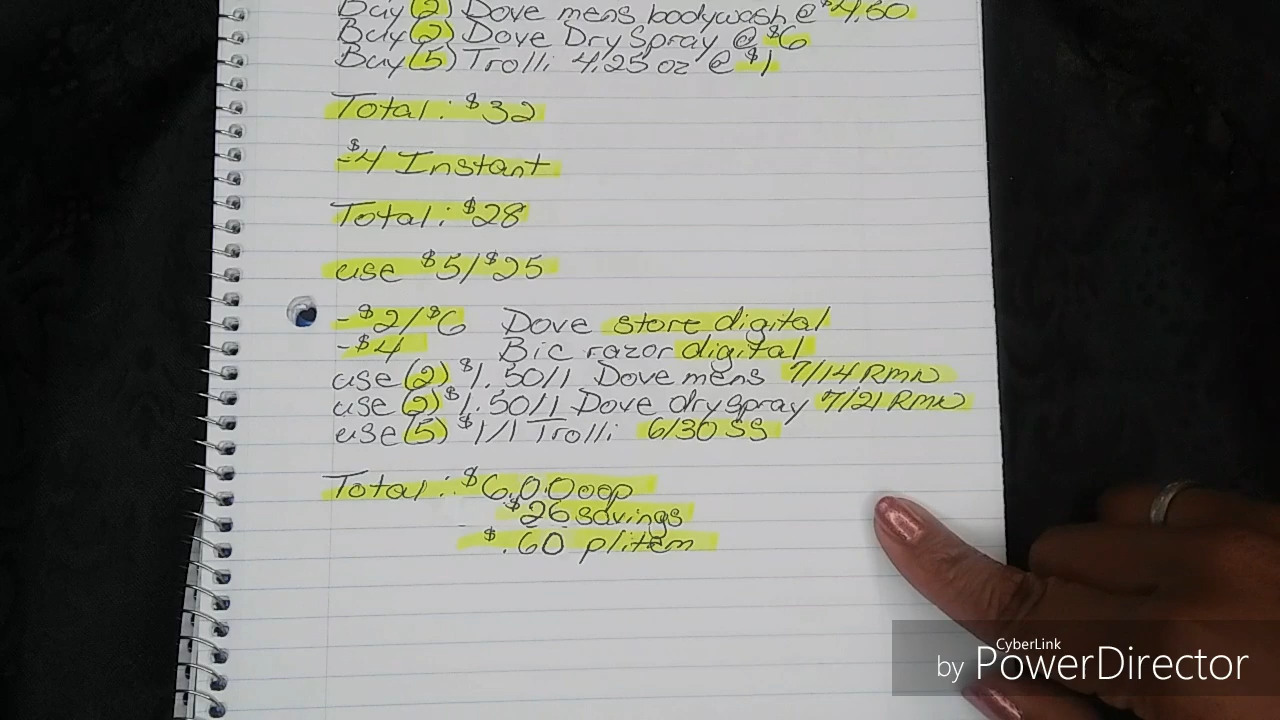 Buy (2) Dove mens bodywash @ $4.50
Buy (2) Dove Dry Spray @ $6
Buy (5) Trolli 4.25 oz @ $1
Total: $32
-$4 Instant
Total: $28
use $5/$25
-$2/$6 Dove store digital
-$4 Bic razor digital
use (2) $1.50/1 Dove mens 7/14 RMN
use (2) $1.50/1 Dove dry spray 7/21 RMN
use (5) $1/1 Trolli 6/30 SS
Total: $6.00 oop
$26 savings
$.60 p/item
CyberLink
by PowerDirector